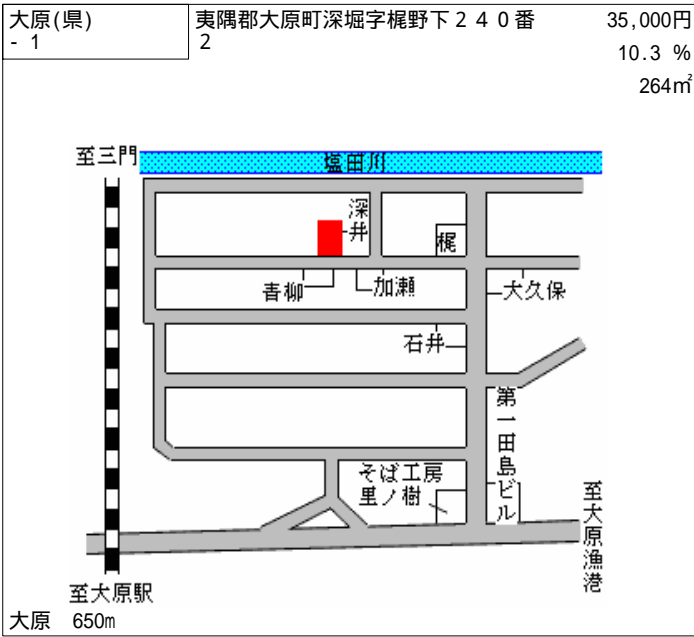 大原(県)
- 1
夷隅郡大原町深堀字梶野下２４０番
2
35,000円
10.3 %
264㎡
至三門
塩田川
深井
梶
青柳
加瀬
大久保
石井
第一田島ビル
そば工房
里ノ樹
至大原漁港
至大原駅
大原 650m